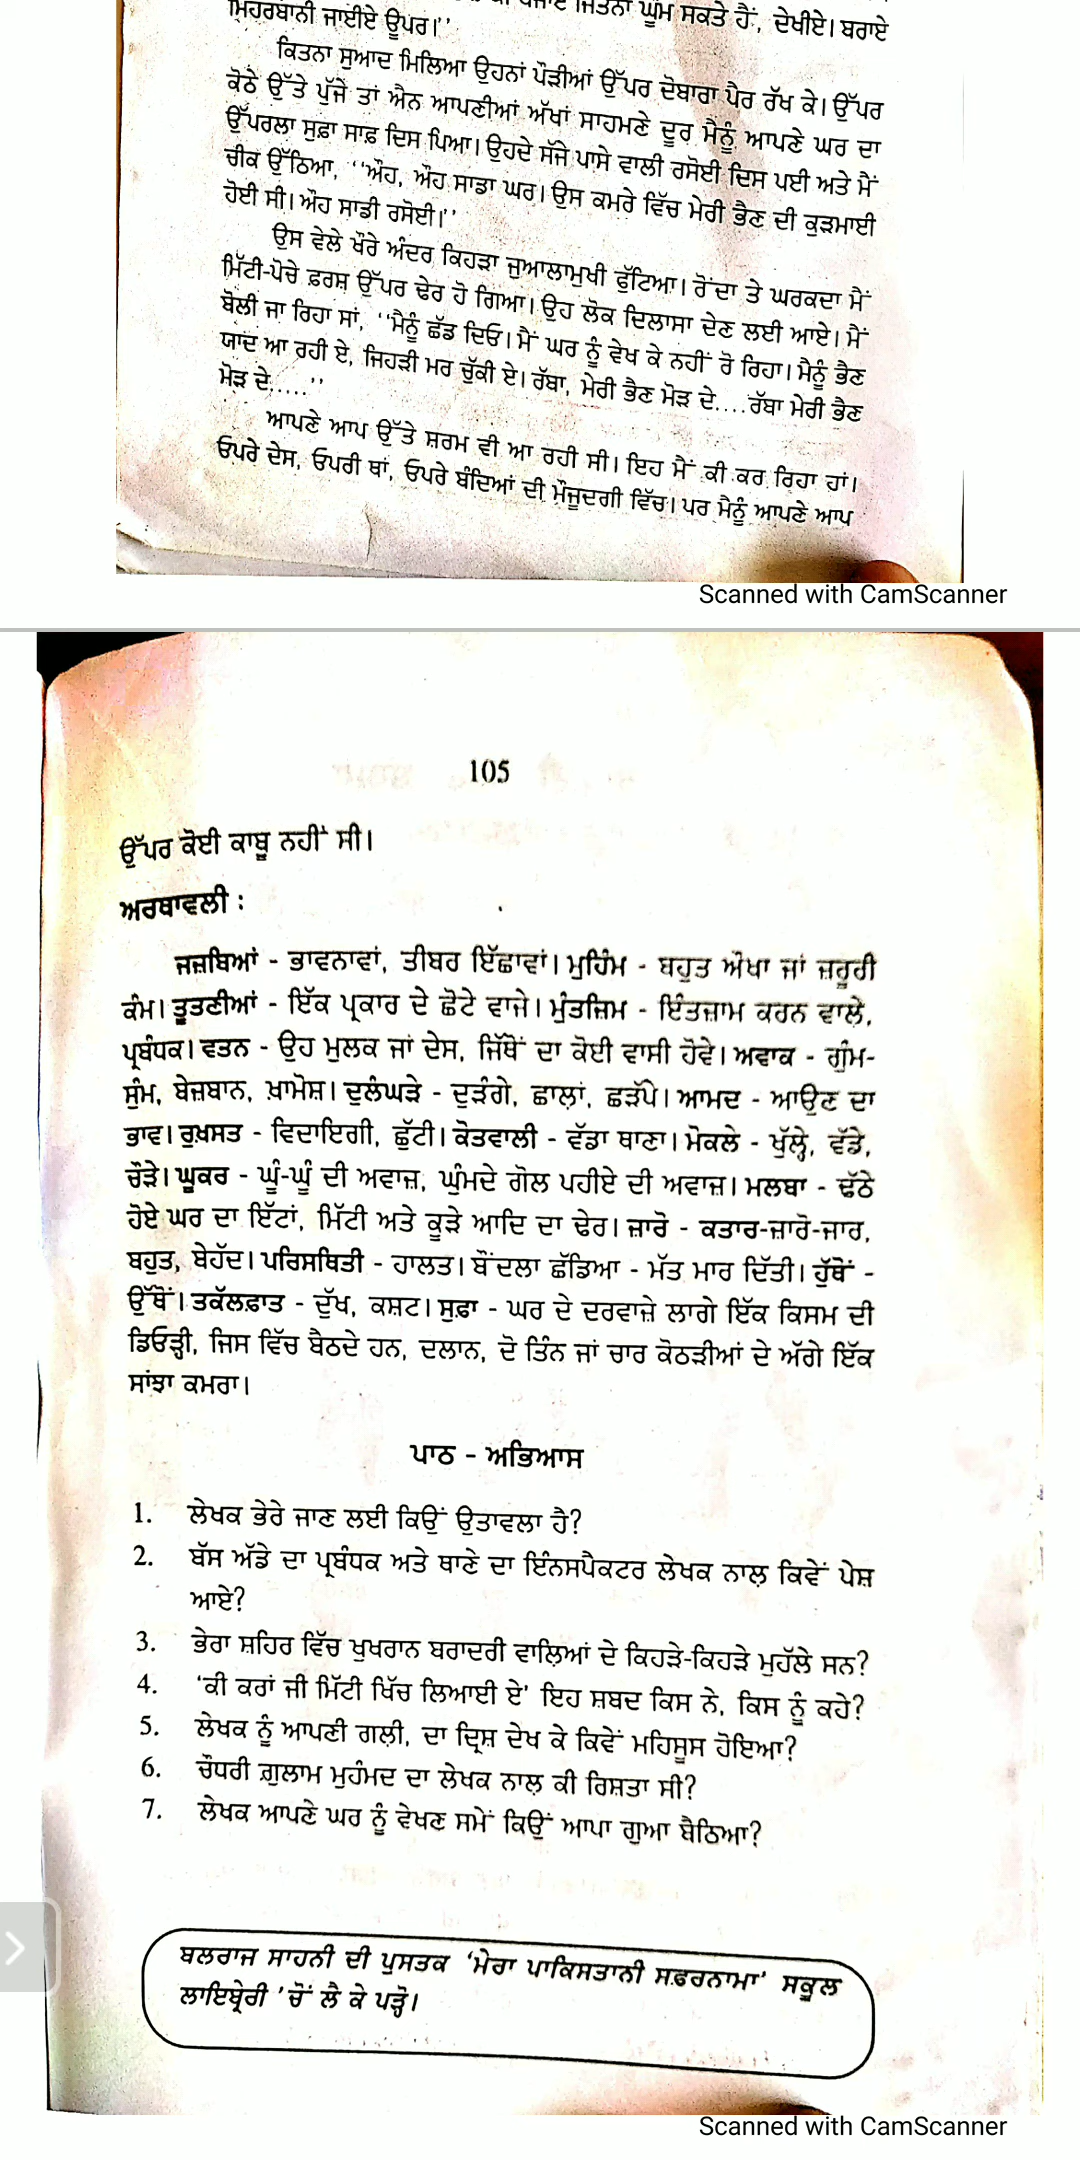 ਮਿਹਰਬਾਨੀ ਜਾਈਏ ਊਪਰ।''
ਜਿਤਨਾ ਘੂੰਮ ਸਕਤੇ ਹੈਂ, ਦੇਖੀਏ। ਬਰਾਏ
ਕਿਤਨਾ ਸੁਆਦ ਮਿਲਿਆ ਉਹਨਾਂ ਪੌੜੀਆਂ ਉੱਪਰ ਦੋਬਾਰਾ ਪੈਰ ਰੱਖ ਕੇ। ਉੱਪਰ
ਕੋਠੇ ਉੱਤੇ ਪੁੱਜੇ ਤਾਂ ਐਨ ਆਪਣੀਆਂ ਅੱਖਾਂ ਸਾਹਮਣੇ ਦੂਰ ਮੈਨੂੰ ਆਪਣੇ ਘਰ ਦਾ
ਉੱਪਰਲਾ ਸੁਫ਼ਾ ਸਾਫ਼ ਦਿਸ ਪਿਆ। ਉਹਦੇ ਸੱਜੇ ਪਾਸੇ ਵਾਲੀ ਰਸੋਈ ਦਿਸ ਪਈ ਅਤੇ ਮੈਂ
ਚੀਕ ਉੱਠਿਆ, ''ਔਹ, ਔਹ ਸਾਡਾ ਘਰ। ਉਸ ਕਮਰੇ ਵਿੱਚ ਮੇਰੀ ਭੈਣ ਦੀ ਕੁੜਮਾਈ
ਹੋਈ ਸੀ। ਔਹ ਸਾਡੀ ਰਸੋਈ।''
ਉਸ ਵੇਲੇ ਖੌਰੇ ਅੰਦਰ ਕਿਹੜਾ ਜੁਆਲਾਮੁਖੀ ਫੁੱਟਿਆ। ਰੋਂਦਾ ਤੇ ਘਰਕਦਾ ਮੈਂ
ਮਿੱਟੀ-ਪੋਚੇ ਫ਼ਰਸ਼ ਉੱਪਰ ਢੇਰ ਹੋ ਗਿਆ। ਉਹ ਲੋਕ ਦਿਲਾਸਾ ਦੇਣ ਲਈ ਆਏ। ਮੈਂ
ਬੋਲੀ ਜਾ ਰਿਹਾ ਸਾਂ, ''ਮੈਨੂੰ ਛੱਡ ਦਿਓ। ਮੈਂ ਘਰ ਨੂੰ ਵੇਖ ਕੇ ਨਹੀਂ ਰੋ ਰਿਹਾ। ਮੈਨੂੰ ਭੈਣ
ਯਾਦ ਆ ਰਹੀ ਏ, ਜਿਹੜੀ ਮਰ ਚੁੱਕੀ ਏ। ਰੱਬਾ, ਮੇਰੀ ਭੈਣ ਮੋੜ ਦੇ....ਰੱਬਾ ਮੇਰੀ ਭੈਣ
ਮੋੜ ਦੇ.....''
ਆਪਣੇ ਆਪ ਉੱਤੇ ਸ਼ਰਮ ਵੀ ਆ ਰਹੀ ਸੀ। ਇਹ ਮੈਂ ਕੀ ਕਰ ਰਿਹਾ ਹਾਂ।
ਓਪਰੇ ਦੇਸ, ਓਪਰੀ ਥਾਂ, ਓਪਰੇ ਬੰਦਿਆਂ ਦੀ ਮੌਜੂਦਗੀ ਵਿੱਚ। ਪਰ ਮੈਨੂੰ ਆਪਣੇ ਆਪ
Scanned with CamScanner
105
ਉੱਪਰ ਕੋਈ ਕਾਬੂ ਨਹੀਂ ਸੀ।
ਅਰਥਾਵਲੀ :
ਜਜ਼ਬਿਆਂ - ਭਾਵਨਾਵਾਂ, ਤੀਬਰ ਇੱਛਾਵਾਂ। ਮੁਹਿੰਮ - ਬਹੁਤ ਔਖਾ ਜਾਂ ਜ਼ਰੂਰੀ
ਕੰਮ। ਤੂਤਣੀਆਂ - ਇੱਕ ਪ੍ਰਕਾਰ ਦੇ ਛੋਟੇ ਵਾਜੇ। ਮੁੰਤਜ਼ਿਮ - ਇੰਤਜ਼ਾਮ ਕਰਨ ਵਾਲ਼ੇ,
ਪ੍ਰਬੰਧਕ। ਵਤਨ - ਉਹ ਮੁਲਕ ਜਾਂ ਦੇਸ, ਜਿੱਥੋਂ ਦਾ ਕੋਈ ਵਾਸੀ ਹੋਵੇ। ਅਵਾਕ - ਗੁੰਮ-
ਸੁੰਮ, ਬੇਜ਼ਬਾਨ, ਖ਼ਾਮੋਸ਼। ਦੁਲੰਘੜੇ - ਦੁੜੰਗੇ, ਛਾਲਾਂ, ਛੜੱਪੇ। ਆਮਦ - ਆਉਣ ਦਾ
ਭਾਵ। ਰੁਖ਼ਸਤ - ਵਿਦਾਇਗੀ, ਛੁੱਟੀ। ਕੋਤਵਾਲੀ - ਵੱਡਾ ਥਾਣਾ। ਮੋਕਲੇ - ਖੁੱਲ੍ਹੇ, ਵੱਡੇ,
ਚੌੜੇ। ਘੂਕਰ - ਘੂੰ-ਘੂੰ ਦੀ ਅਵਾਜ਼, ਘੁੰਮਦੇ ਗੋਲ ਪਹੀਏ ਦੀ ਅਵਾਜ਼। ਮਲਬਾ - ਢੱਠੇ
ਹੋਏ ਘਰ ਦਾ ਇੱਟਾਂ, ਮਿੱਟੀ ਅਤੇ ਕੂੜੇ ਆਦਿ ਦਾ ਢੇਰ। ਜ਼ਾਰੋ - ਕਤਾਰ-ਜ਼ਾਰੋ-ਜਾਰ,
ਬਹੁਤ, ਬੇਹੱਦ। ਪਰਿਸਥਿਤੀ - ਹਾਲਤ। ਬੌਂਦਲਾ ਛੱਡਿਆ - ਮੱਤ ਮਾਰ ਦਿੱਤੀ। ਹੁੱਥੋਂ -
ਉੱਥੋਂ। ਤਕੱਲਫ਼ਾਤ - ਦੁੱਖ, ਕਸ਼ਟ। ਸੁਫ਼ਾ - ਘਰ ਦੇ ਦਰਵਾਜ਼ੇ ਲਾਗੇ ਇੱਕ ਕਿਸਮ ਦੀ
ਡਿਓੜ੍ਹੀ, ਜਿਸ ਵਿੱਚ ਬੈਠਦੇ ਹਨ, ਦਲਾਨ, ਦੋ ਤਿੰਨ ਜਾਂ ਚਾਰ ਕੋਠੜੀਆਂ ਦੇ ਅੱਗੇ ਇੱਕ
ਸਾਂਝਾ ਕਮਰਾ।
ਪਾਠ - ਅਭਿਆਸ
1. ਲੇਖਕ ਭੇਰੇ ਜਾਣ ਲਈ ਕਿਉਂ ਉਤਾਵਲਾ ਹੈ?
2. ਬੱਸ ਅੱਡੇ ਦਾ ਪ੍ਰਬੰਧਕ ਅਤੇ ਥਾਣੇ ਦਾ ਇੰਨਸਪੈਕਟਰ ਲੇਖਕ ਨਾਲ਼ ਕਿਵੇਂ ਪੇਸ਼
ਆਏ?
3. ਭੇਰਾ ਸ਼ਹਿਰ ਵਿੱਚ ਖੁਖਰਾਨ ਬਰਾਦਰੀ ਵਾਲ਼ਿਆਂ ਦੇ ਕਿਹੜੇ-ਕਿਹੜੇ ਮੁਹੱਲੇ ਸਨ?
4. 'ਕੀ ਕਰਾਂ ਜੀ ਮਿੱਟੀ ਖਿੱਚ ਲਿਆਈ ਏ' ਇਹ ਸ਼ਬਦ ਕਿਸ ਨੇ, ਕਿਸ ਨੂੰ ਕਹੇ?
5. ਲੇਖਕ ਨੂੰ ਆਪਣੀ ਗਲ਼ੀ, ਦਾ ਦ੍ਰਿਸ਼ ਦੇਖ ਕੇ ਕਿਵੇਂ ਮਹਿਸੂਸ ਹੋਇਆ?
6. ਚੌਧਰੀ ਗ਼ੁਲਾਮ ਮੁਹੰਮਦ ਦਾ ਲੇਖਕ ਨਾਲ਼ ਕੀ ਰਿਸ਼ਤਾ ਸੀ?
7. ਲੇਖਕ ਆਪਣੇ ਘਰ ਨੂੰ ਵੇਖਣ ਸਮੇਂ ਕਿਉਂ ਆਪਾ ਗੁਆ ਬੈਠਿਆ?
ਬਲਰਾਜ ਸਾਹਨੀ ਦੀ ਪੁਸਤਕ 'ਮੇਰਾ ਪਾਕਿਸਤਾਨੀ ਸਫ਼ਰਨਾਮਾ' ਸਕੂਲ
ਲਾਇਬ੍ਰੇਰੀ 'ਚੋਂ ਲੈ ਕੇ ਪੜ੍ਹੋ।
Scanned with CamScanner